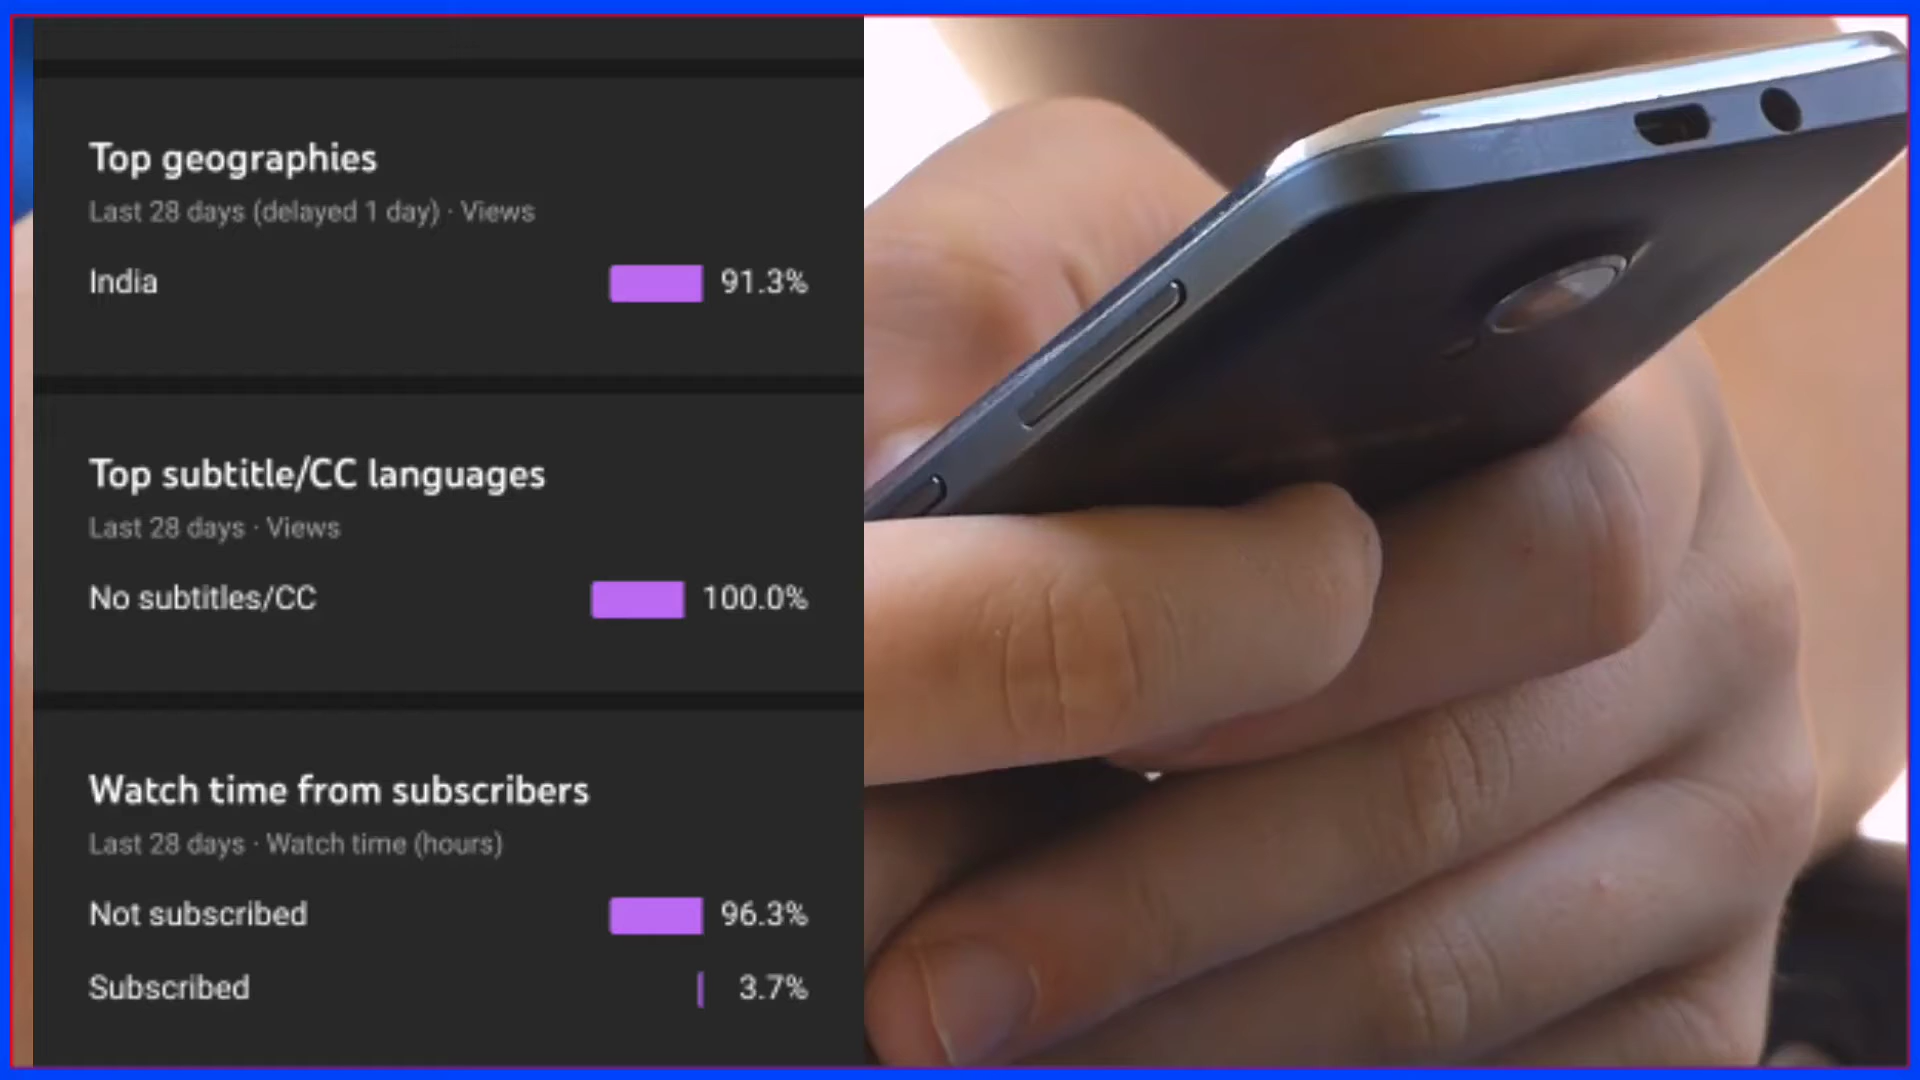 Top geographies
Last 28 days (delayed 1 day) · Views
India 91.3%
Top subtitle/CC languages
Last 28 days · Views
No subtitles/CC 100.0%
Watch time from subscribers
Last 28 days · Watch time (hours)
Not subscribed 96.3%
Subscribed 3.7%